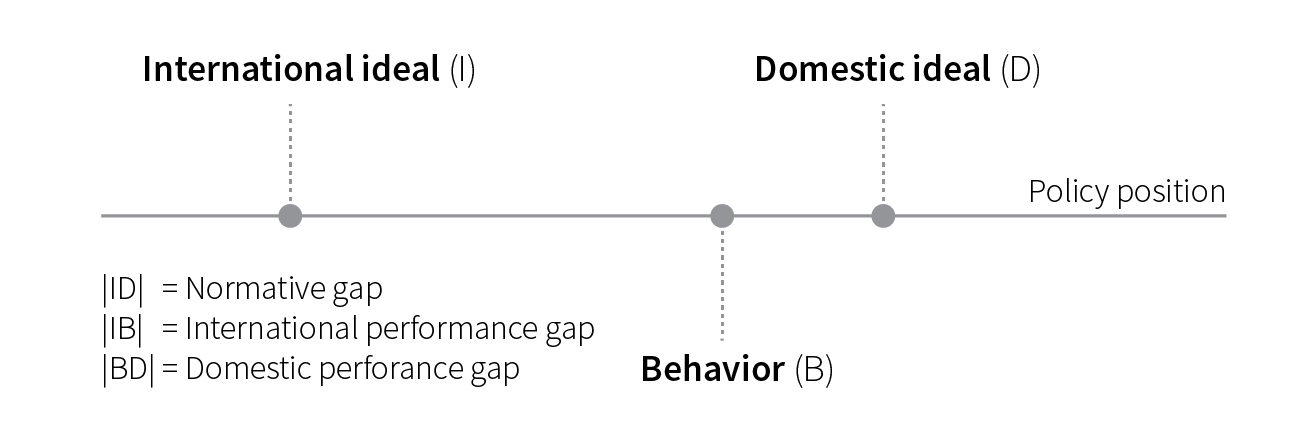 International ideal (I)
Domestic ideal (D)
Policy position
|ID| = Normative gap
|IB| = International performance gap
|BD| = Domestic perforance gap
Behavior (B)